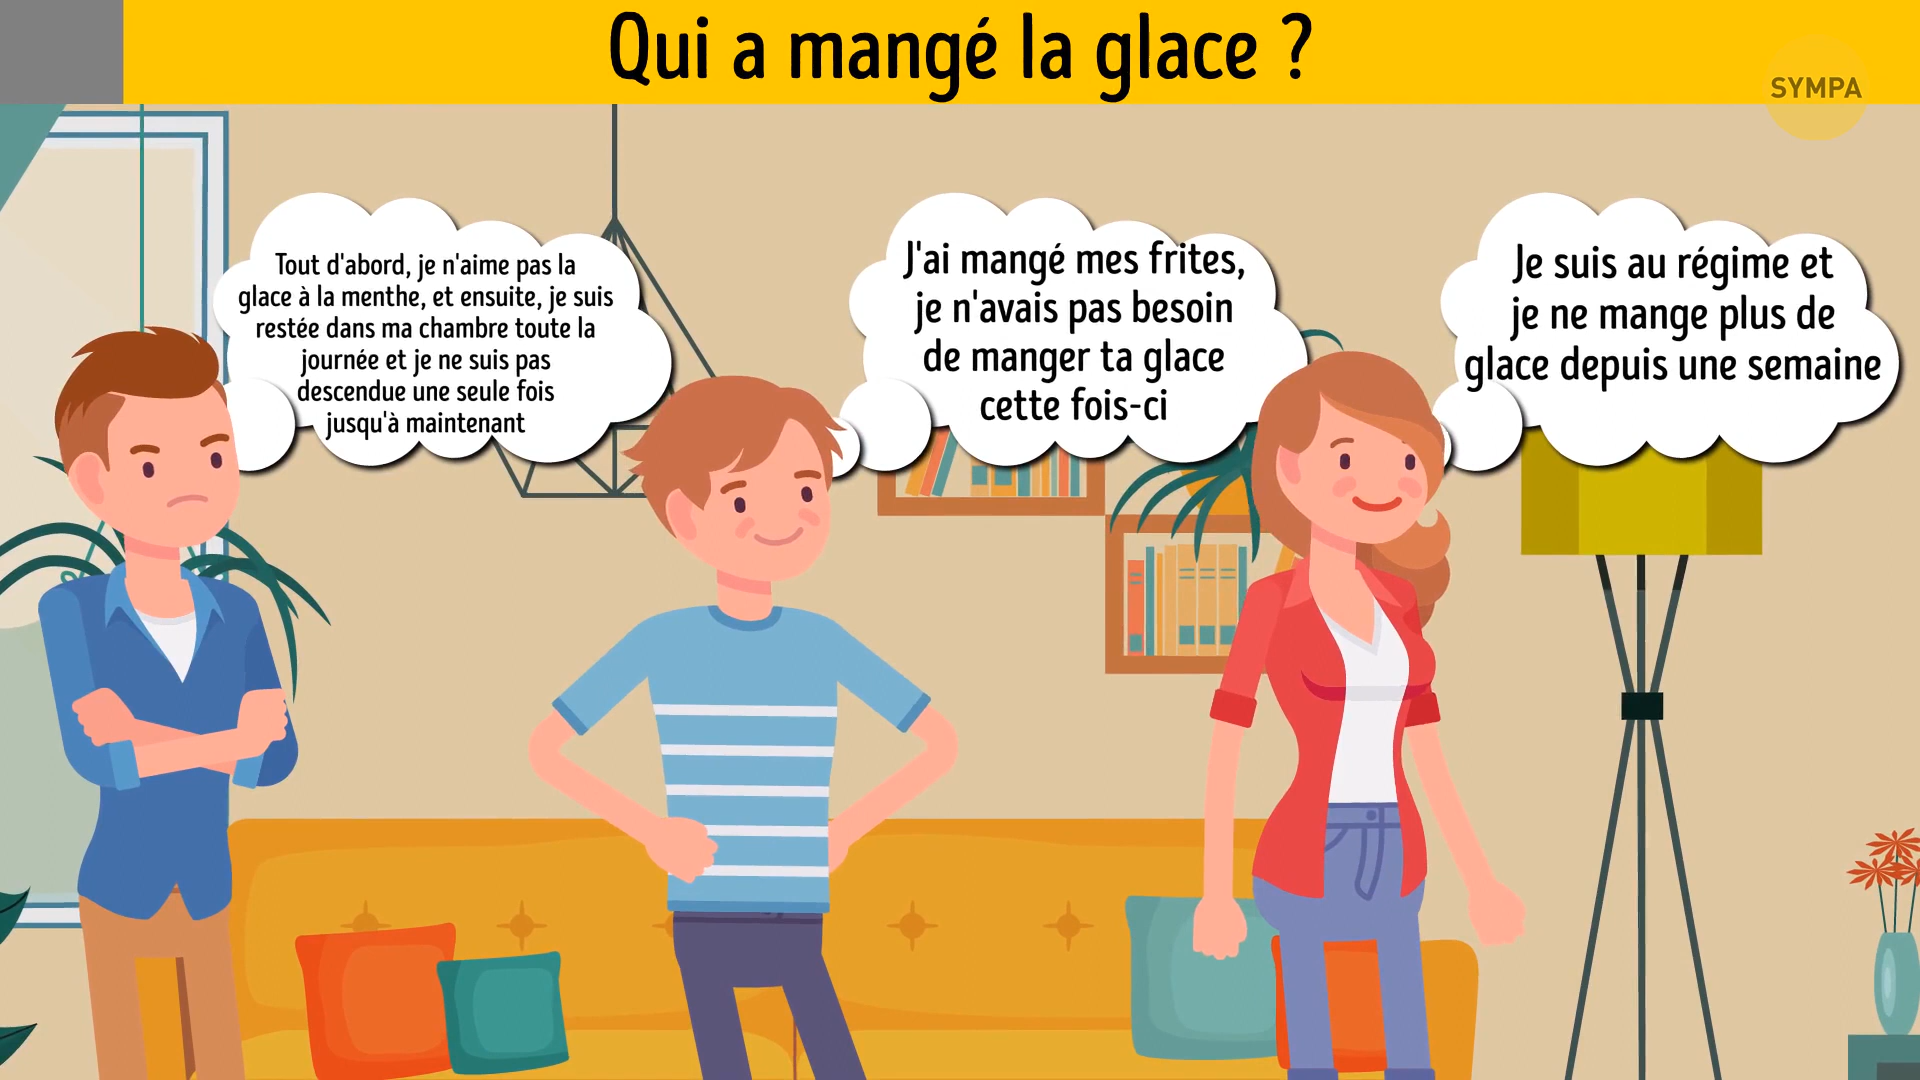 Qui a mangé la glace ?
SYMPA
Tout d'abord, je n'aime pas la
glace à la menthe, et ensuite, je suis
restée dans ma chambre toute la
journée et je ne suis pas
descendue une seule fois
jusqu'à maintenant
J'ai mangé mes frites,
je n'avais pas besoin
de manger ta glace
cette fois-ci
Je suis au régime et
je ne mange plus de
glace depuis une semaine